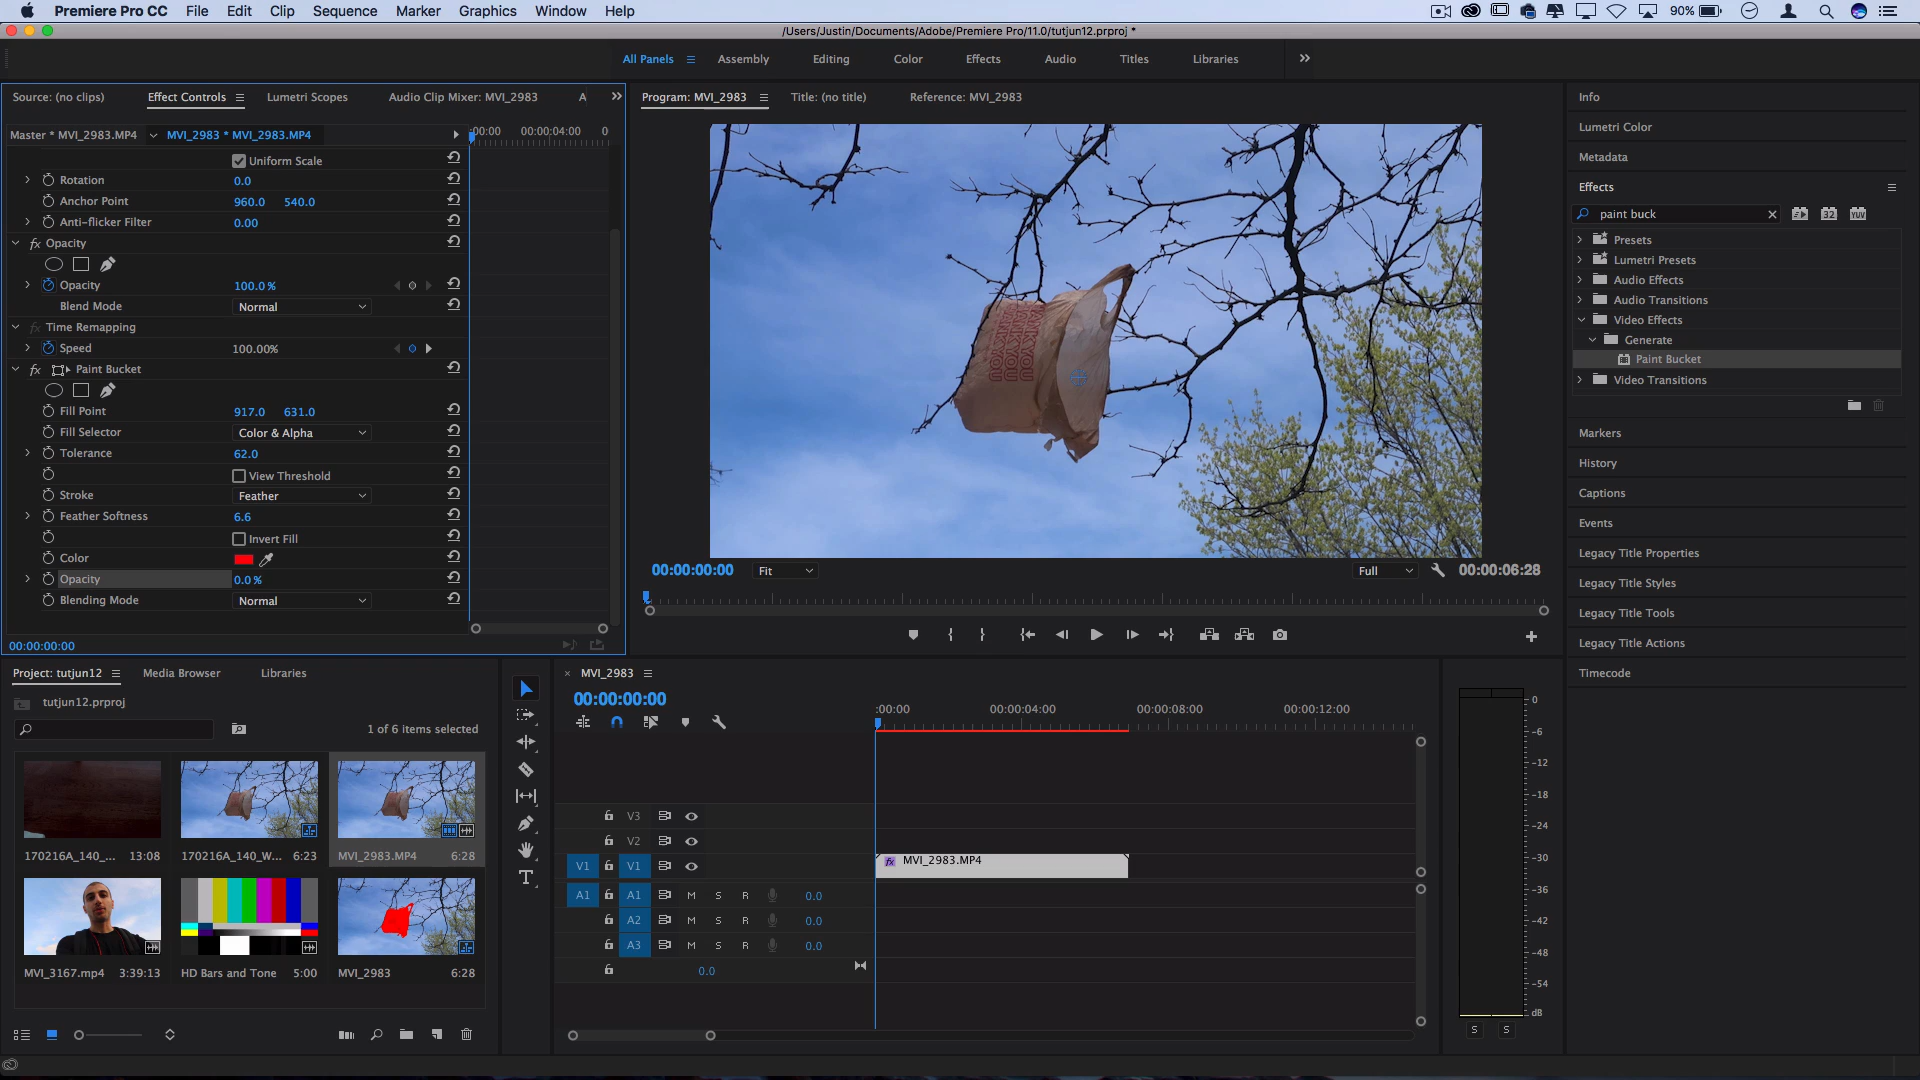 Premiere Pro CC File Edit Clip Sequence Marker Graphics Window Help 90%
/Users/Justin/Documents/Adobe/Premiere Pro/11.0/tutjun12.prproj *
All Panels Assembly Editing Color Effects Audio Titles Libraries
Source: (no clips) Effect Controls Lumetri Scopes Audio Clip Mixer: MVI_2983 A
Master * MVI_2983.MP4 MVI_2983 * MVI_2983.MP4 :00:00 00:00:04:00 0
Uniform Scale
Rotation 0.0
Anchor Point 960.0 540.0
Anti-flicker Filter 0.00
fx Opacity
Opacity 100.0 %
Blend Mode Normal
fx Time Remapping
Speed 100.00%
fx Paint Bucket
Fill Point 917.0 631.0
Fill Selector Color & Alpha
Tolerance 62.0
View Threshold
Stroke Feather
Feather Softness 6.6
Invert Fill
Color
Opacity 0.0 %
Blending Mode Normal
00:00:00:00
Program: MVI_2983 Title: (no title) Reference: MVI_2983
THANK YOU
00:00:00:00 Fit Full 00:00:06:28
Info
Lumetri Color
Metadata
Effects
paint buck 32 YUV
Presets
Lumetri Presets
Audio Effects
Audio Transitions
Video Effects
Generate
Paint Bucket
Video Transitions
Markers
History
Captions
Events
Legacy Title Properties
Legacy Title Styles
Legacy Title Tools
Legacy Title Actions
Timecode
Project: tutjun12 Media Browser Libraries
tutjun12.prproj
1 of 6 items selected
170216A_140_... 13:08 170216A_140_W... 6:23 MVI_2983.MP4 6:28
MVI_3167.mp4 3:39:13 HD Bars and Tone 5:00 MVI_2983 6:28
T
× MVI_2983
00:00:00:00
:00:00 00:00:04:00 00:00:08:00 00:00:12:00
V3
V2
V1 V1 fx MVI_2983.MP4
A1 A1 M S R 0.0
A2 M S R 0.0
A3 M S R 0.0
0.0
0
-6
-12
-18
-24
-30
-36
-42
-48
-54
dB
S S